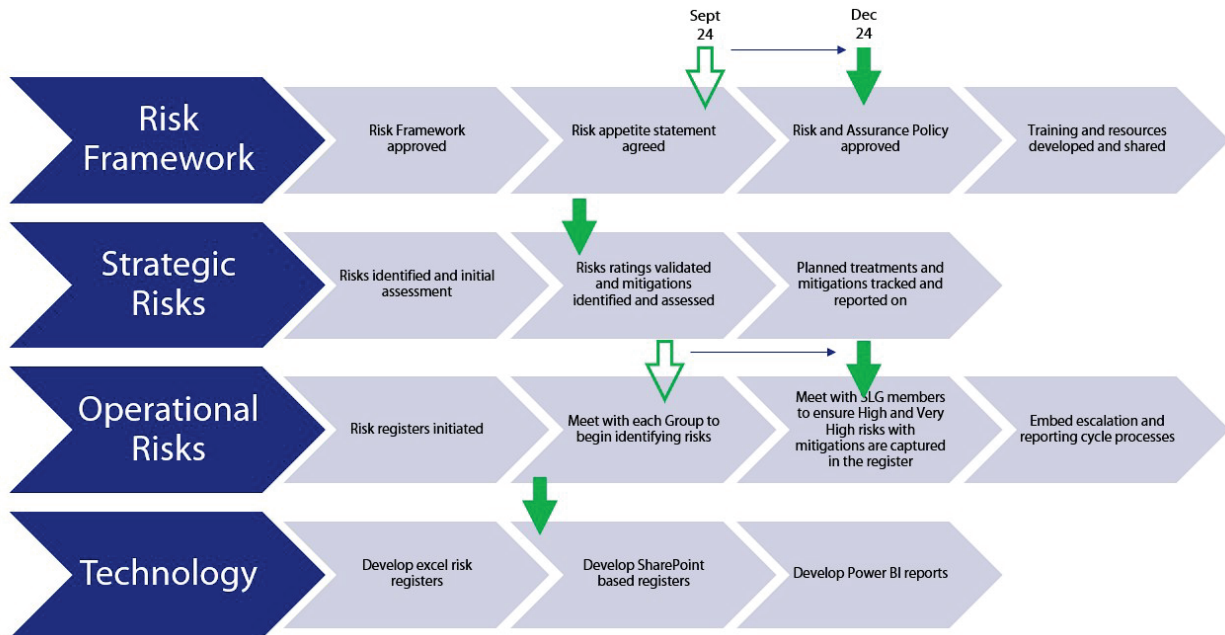 Sept
24
Dec
24
Risk
Framework
Risk Framework
approved
Risk appetite statement
agreed
Risk and Assurance Policy
approved
Training and resources
developed and shared
Strategic
Risks
Risks identified and initial
assessment
Risks ratings validated
and mitigations
identified and assessed
Planned treatments and
mitigations tracked and
reported on
Operational
Risks
Risk registers initiated
Meet with each Group to
begin identifying risks
Meet with SLG members
to ensure High and Very
High risks with
mitigations are captured
in the register
Embed escalation and
reporting cycle processes
Technology
Develop excel risk
registers
Develop SharePoint
based registers
Develop Power BI reports